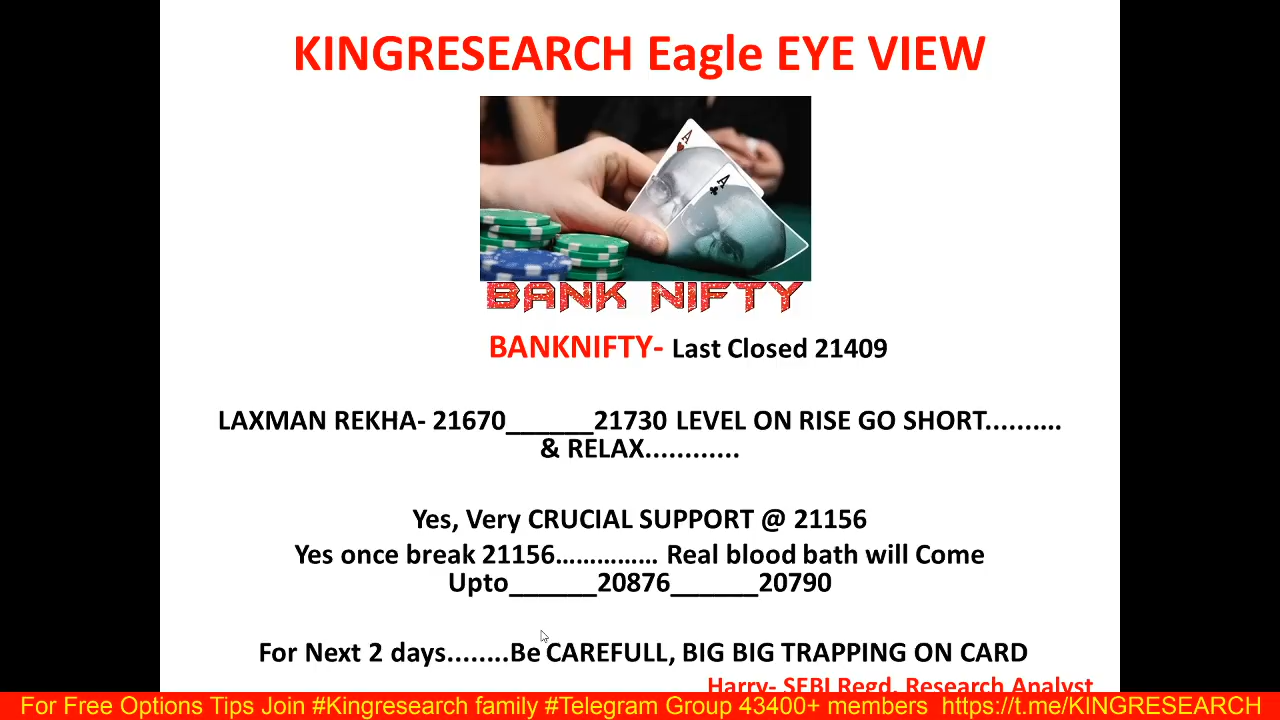 KINGRESEARCH Eagle EYE VIEW
A
A
BANK NIFTY
BANKNIFTY- Last Closed 21409
LAXMAN REKHA- 21670______21730 LEVEL ON RISE GO SHORT..........
& RELAX............
Yes, Very CRUCIAL SUPPORT @ 21156
Yes once break 21156............... Real blood bath will Come
Upto______20876______20790
For Next 2 days........Be CAREFULL, BIG BIG TRAPPING ON CARD
Harry- SEBI Regd. Research Analyst
For Free Options Tips Join #Kingresearch family #Telegram Group 43400+ members https://t.me/KINGRESEARCH